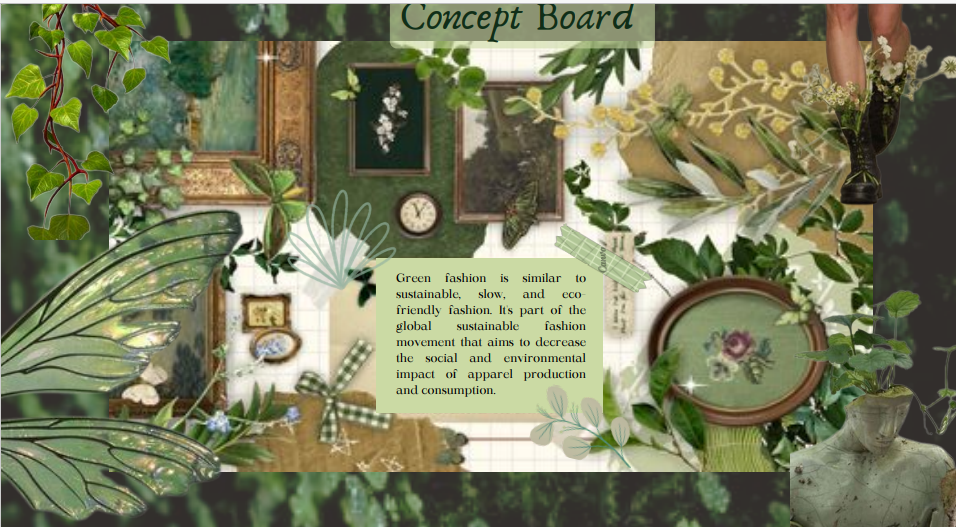 Concept Board
Green fashion is similar to
sustainable, slow, and eco-
friendly fashion. It's part of the
global sustainable fashion
movement that aims to decrease
the social and environmental
impact of apparel production
and consumption.